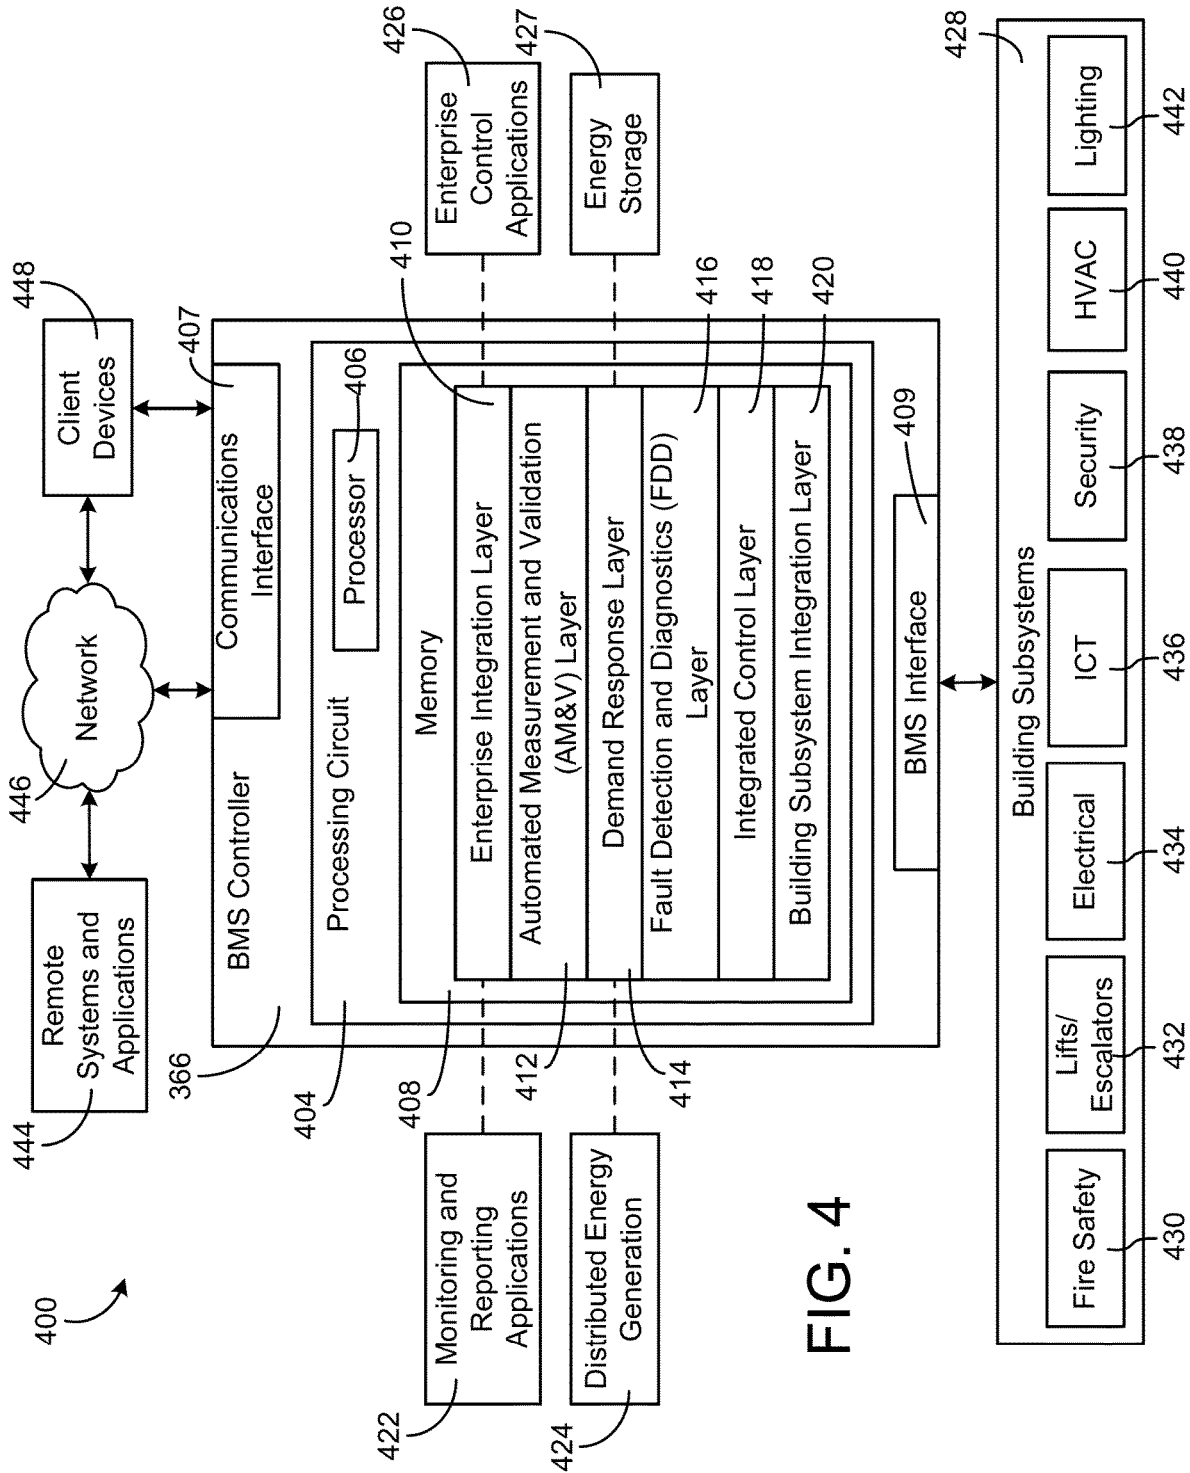 400
444
Remote
Systems and
Applications
446
Network
448
Client
Devices
366
BMS Controller
407
Communications
Interface
404
Processing Circuit
Processor
406
408
Memory
410
Enterprise Integration Layer
412
Automated Measurement and Validation
(AM&V) Layer
414
Demand Response Layer
Fault Detection and Diagnostics (FDD)
Layer
416
Integrated Control Layer
418
Building Subsystem Integration Layer
420
422
Monitoring and
Reporting
Applications
424
Distributed Energy
Generation
426
Enterprise
Control
Applications
427
Energy
Storage
BMS Interface
409
428
Building Subsystems
Fire Safety
430
Lifts/
Escalators
432
Electrical
434
ICT
436
Security
438
HVAC
440
Lighting
442
FIG. 4